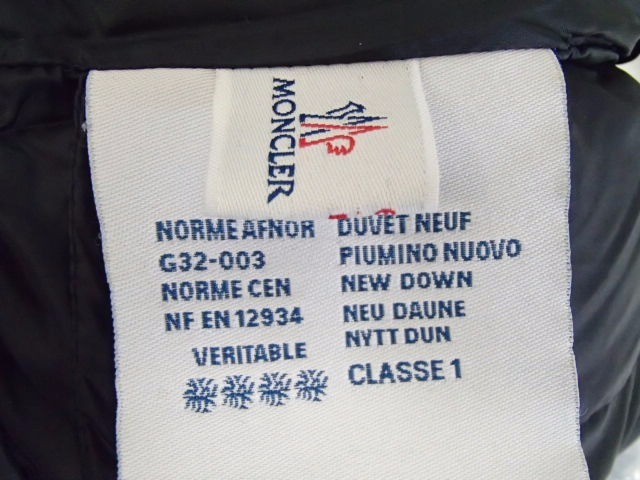 MONCLER
NORME AFNOR
G32-003
NORME CEN
NF EN 12934
VERITABLE
DUVET NEUF
PIUMINO NUOVO
NEW DOWN
NEU DAUNE
NYTT DUN
CLASSE 1